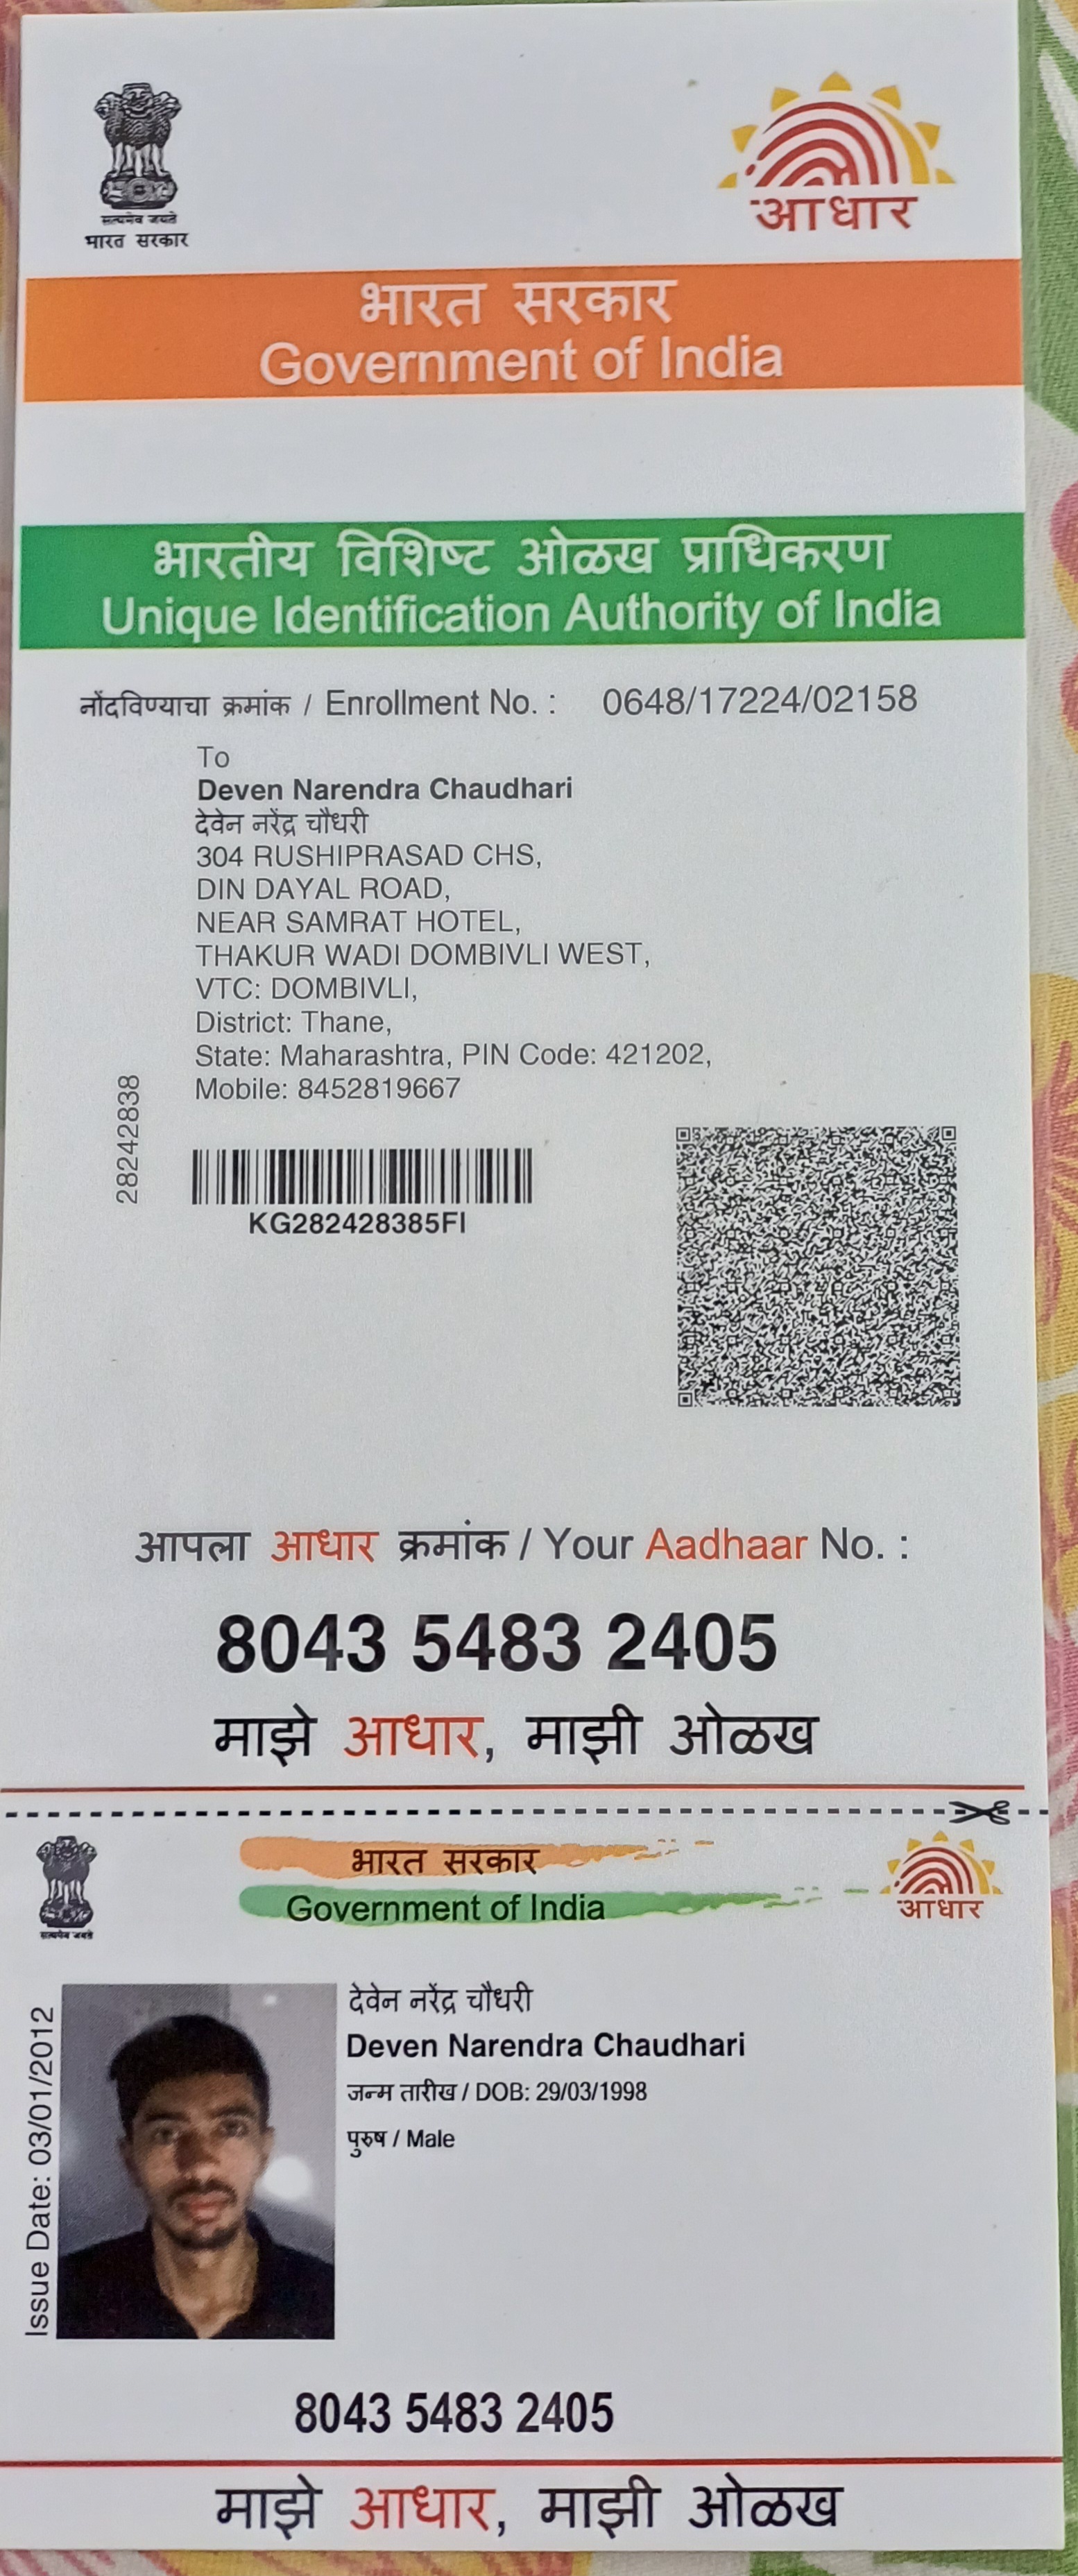 सत्यमेव जयते
भारत सरकार
आधार
भारत सरकार
Government of India
भारतीय विशिष्ट ओळख प्राधिकरण
Unique Identification Authority of India
नोंदविण्याचा क्रमांक / Enrollment No. : 0648/17224/02158
To
Deven Narendra Chaudhari
देवेन नरेंद्र चौधरी
304 RUSHIPRASAD CHS,
DIN DAYAL ROAD,
NEAR SAMRAT HOTEL,
THAKUR WADI DOMBIVLI WEST,
VTC: DOMBIVLI,
District: Thane,
State: Maharashtra, PIN Code: 421202,
Mobile: 8452819667
28242838
KG282428385FI
आपला आधार क्रमांक / Your Aadhaar No. :
8043 5483 2405
माझे आधार, माझी ओळख
भारत सरकार
Government of India
सत्यमेव जयते
आधार
देवेन नरेंद्र चौधरी
Deven Narendra Chaudhari
जन्म तारीख / DOB: 29/03/1998
पुरुष / Male
Issue Date: 03/01/2012
8043 5483 2405
माझे आधार, माझी ओळख